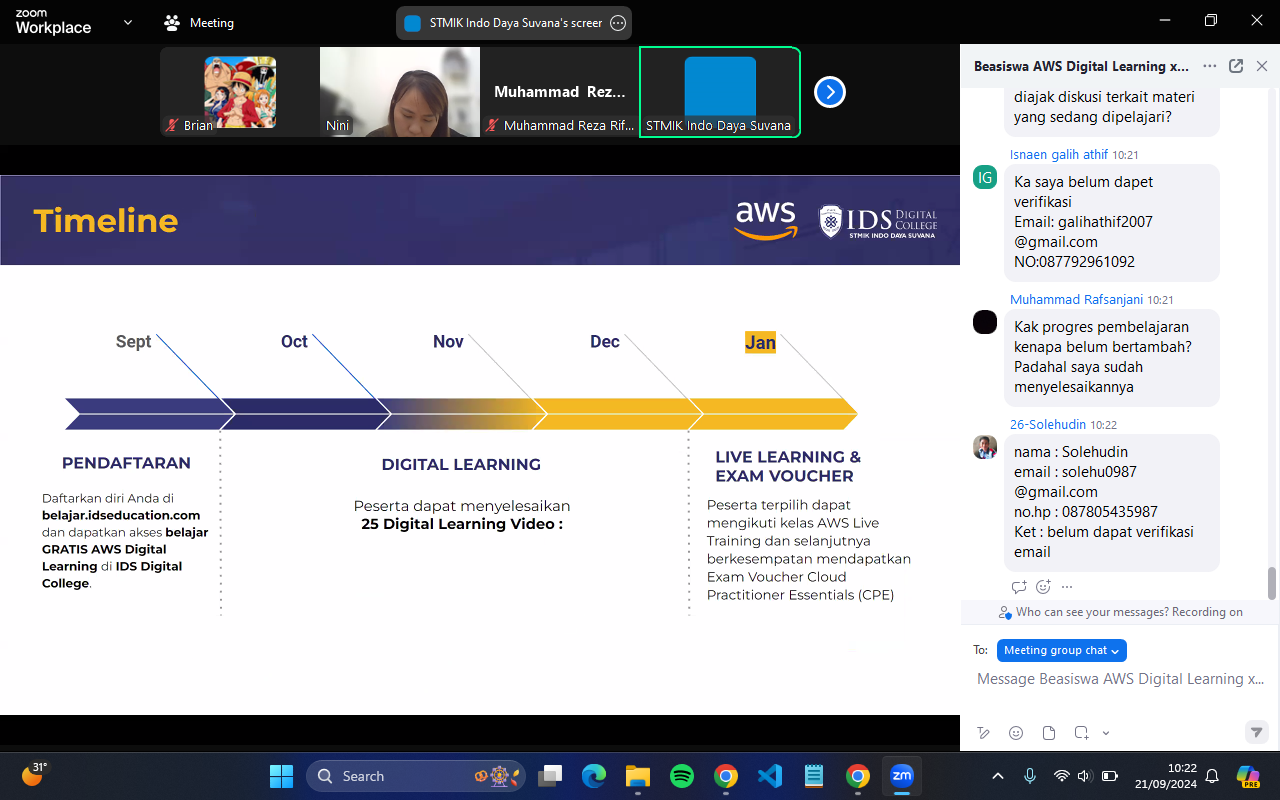 zoom
Workplace
Meeting
STMIK Indo Daya Suvana's screen
Brian
Nini
Muhammad Rez...
Muhammad Reza Rif...
STMIK Indo Daya Suvana
Timeline
aws
IDS DIGITAL COLLEGE
STMIK INDO DAYA SUVANA
Sept
Oct
Nov
Dec
Jan
PENDAFTARAN
Daftarkan diri Anda di
belajar.idseducation.com
dan dapatkan akses belajar
GRATIS AWS Digital
Learning di IDS Digital
College.
DIGITAL LEARNING
Peserta dapat menyelesaikan
25 Digital Learning Video :
LIVE LEARNING &
EXAM VOUCHER
Peserta terpilih dapat
mengikuti kelas AWS Live
Training dan selanjutnya
berkesempatan mendapatkan
Exam Voucher Cloud
Practitioner Essentials (CPE)
Beasiswa AWS Digital Learning x...
diajak diskusi terkait materi
yang sedang dipelajari?
Isnaen galih athif 10:21
IG
Ka saya belum dapet
verifikasi
Email: galihathif2007
@gmail.com
NO:087792961092
Muhammad Rafsanjani 10:21
Kak progres pembelajaran
kenapa belum bertambah?
Padahal saya sudah
menyelesaikannya
26-Solehudin 10:22
nama : Solehudin
email : solehu0987
@gmail.com
no.hp : 087805435987
Ket : belum dapat verifikasi
email
Who can see your messages? Recording on
To: Meeting group chat
Message Beasiswa AWS Digital Learning x...
31°
Search
zm
10:22
21/09/2024
PRE